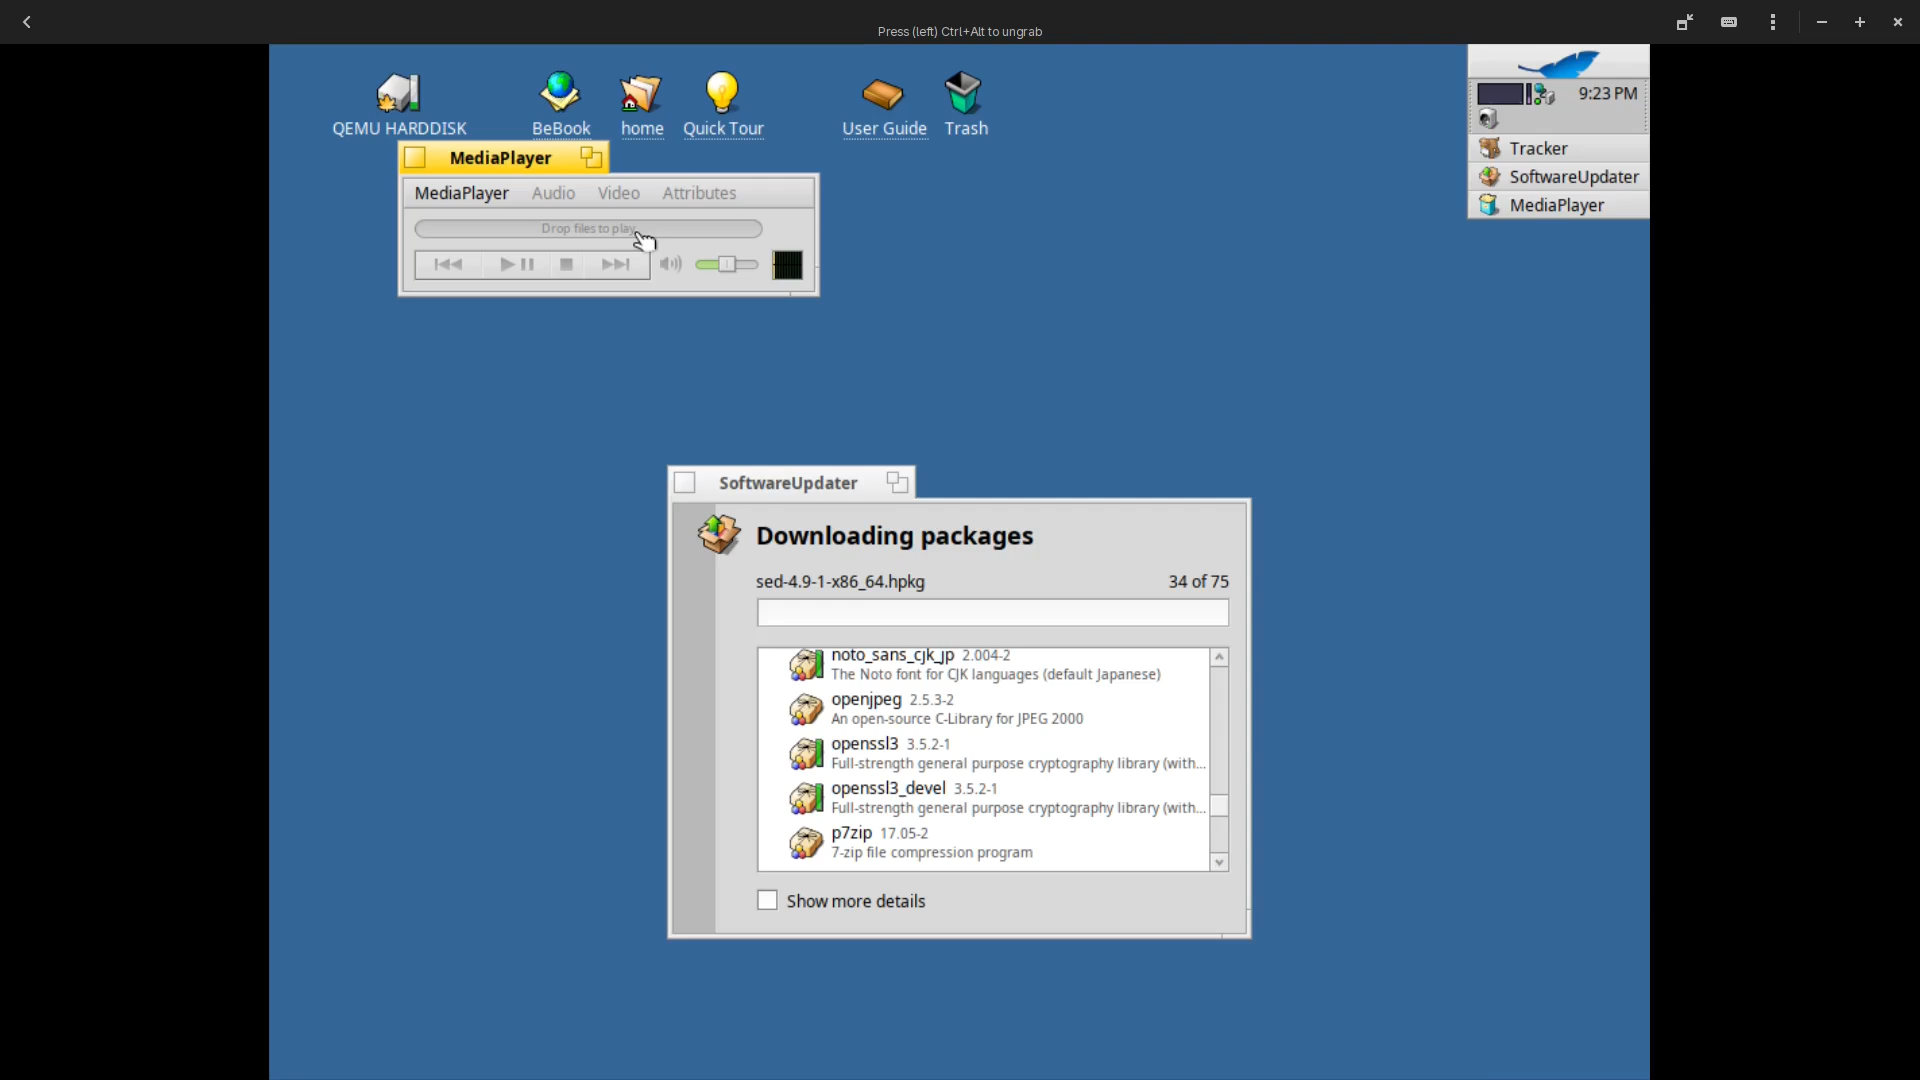 Press (left) Ctrl+Alt to ungrab
QEMU HARDDISK
BeBook
home
Quick Tour
User Guide
Trash
9:23 PM
Tracker
SoftwareUpdater
MediaPlayer
MediaPlayer
MediaPlayer Audio Video Attributes
Drop files to play
SoftwareUpdater
Downloading packages
sed-4.9-1-x86_64.hpkg 34 of 75
noto_sans_cjk_jp 2.004-2
The Noto font for CJK languages (default Japanese)
openjpeg 2.5.3-2
An open-source C-Library for JPEG 2000
openssl3 3.5.2-1
Full-strength general purpose cryptography library (with...
openssl3_devel 3.5.2-1
Full-strength general purpose cryptography library (with...
p7zip 17.05-2
7-zip file compression program
Show more details